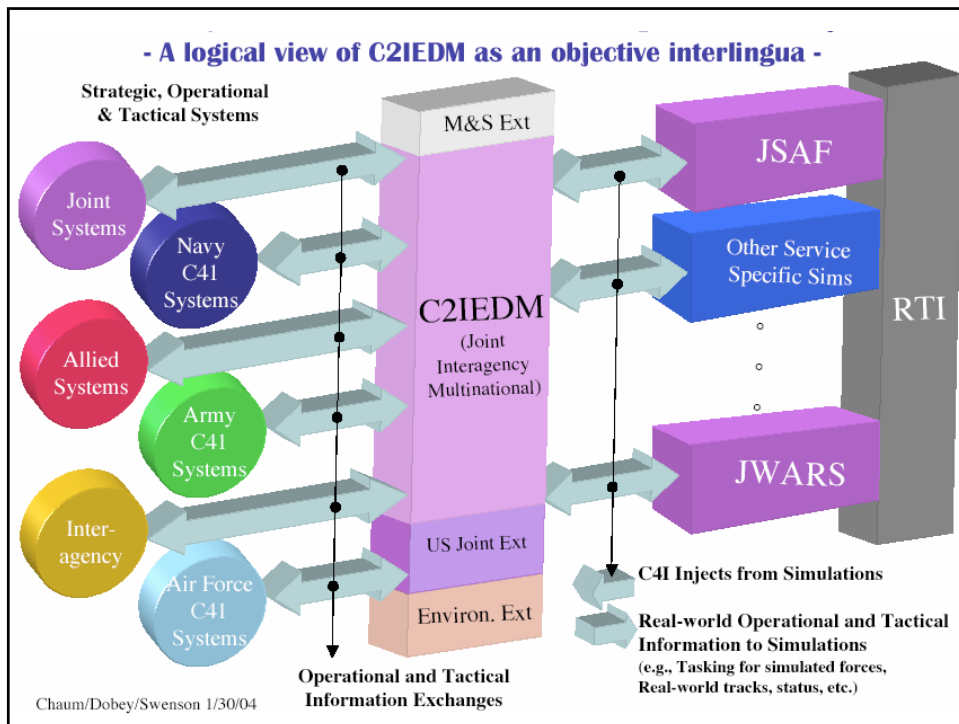 - A logical view of C2IEDM as an objective interlingua -
Strategic, Operational
& Tactical Systems
Joint
Systems
Navy
C41
Systems
Allied
Systems
Army
C41
Systems
Inter-
agency
Air Force
C41
Systems
M&S Ext
C2IEDM
(Joint
Interagency
Multinational)
US Joint Ext
Environ. Ext
JSAF
Other Service
Specific Sims
JWARS
RTI
C4I Injects from Simulations
Real-world Operational and Tactical
Information to Simulations
(e.g., Tasking for simulated forces,
Real-world tracks, status, etc.)
Operational and Tactical
Information Exchanges
Chaum/Dobey/Swenson 1/30/04